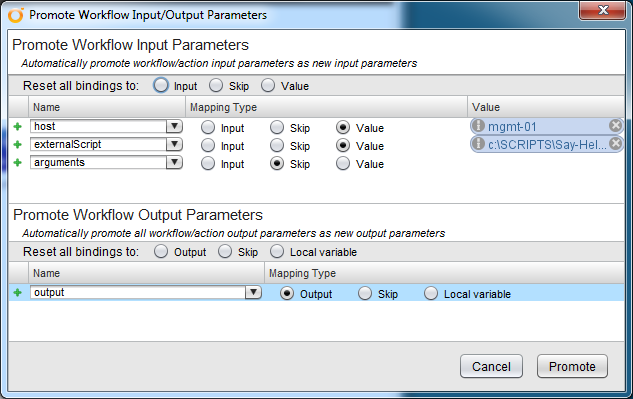 Promote Workflow Input/Output Parameters
Promote Workflow Input Parameters
Automatically promote workflow/action input parameters as new input parameters
Reset all bindings to: Input Skip Value
Name Mapping Type Value
host Input Skip Value mgmt-01
externalScript Input Skip Value c:\SCRIPTS\Say-Hel...
arguments Input Skip Value
Promote Workflow Output Parameters
Automatically promote all workflow/action output parameters as new output parameters
Reset all bindings to: Output Skip Local variable
Name Mapping Type
output Output Skip Local variable
Cancel Promote